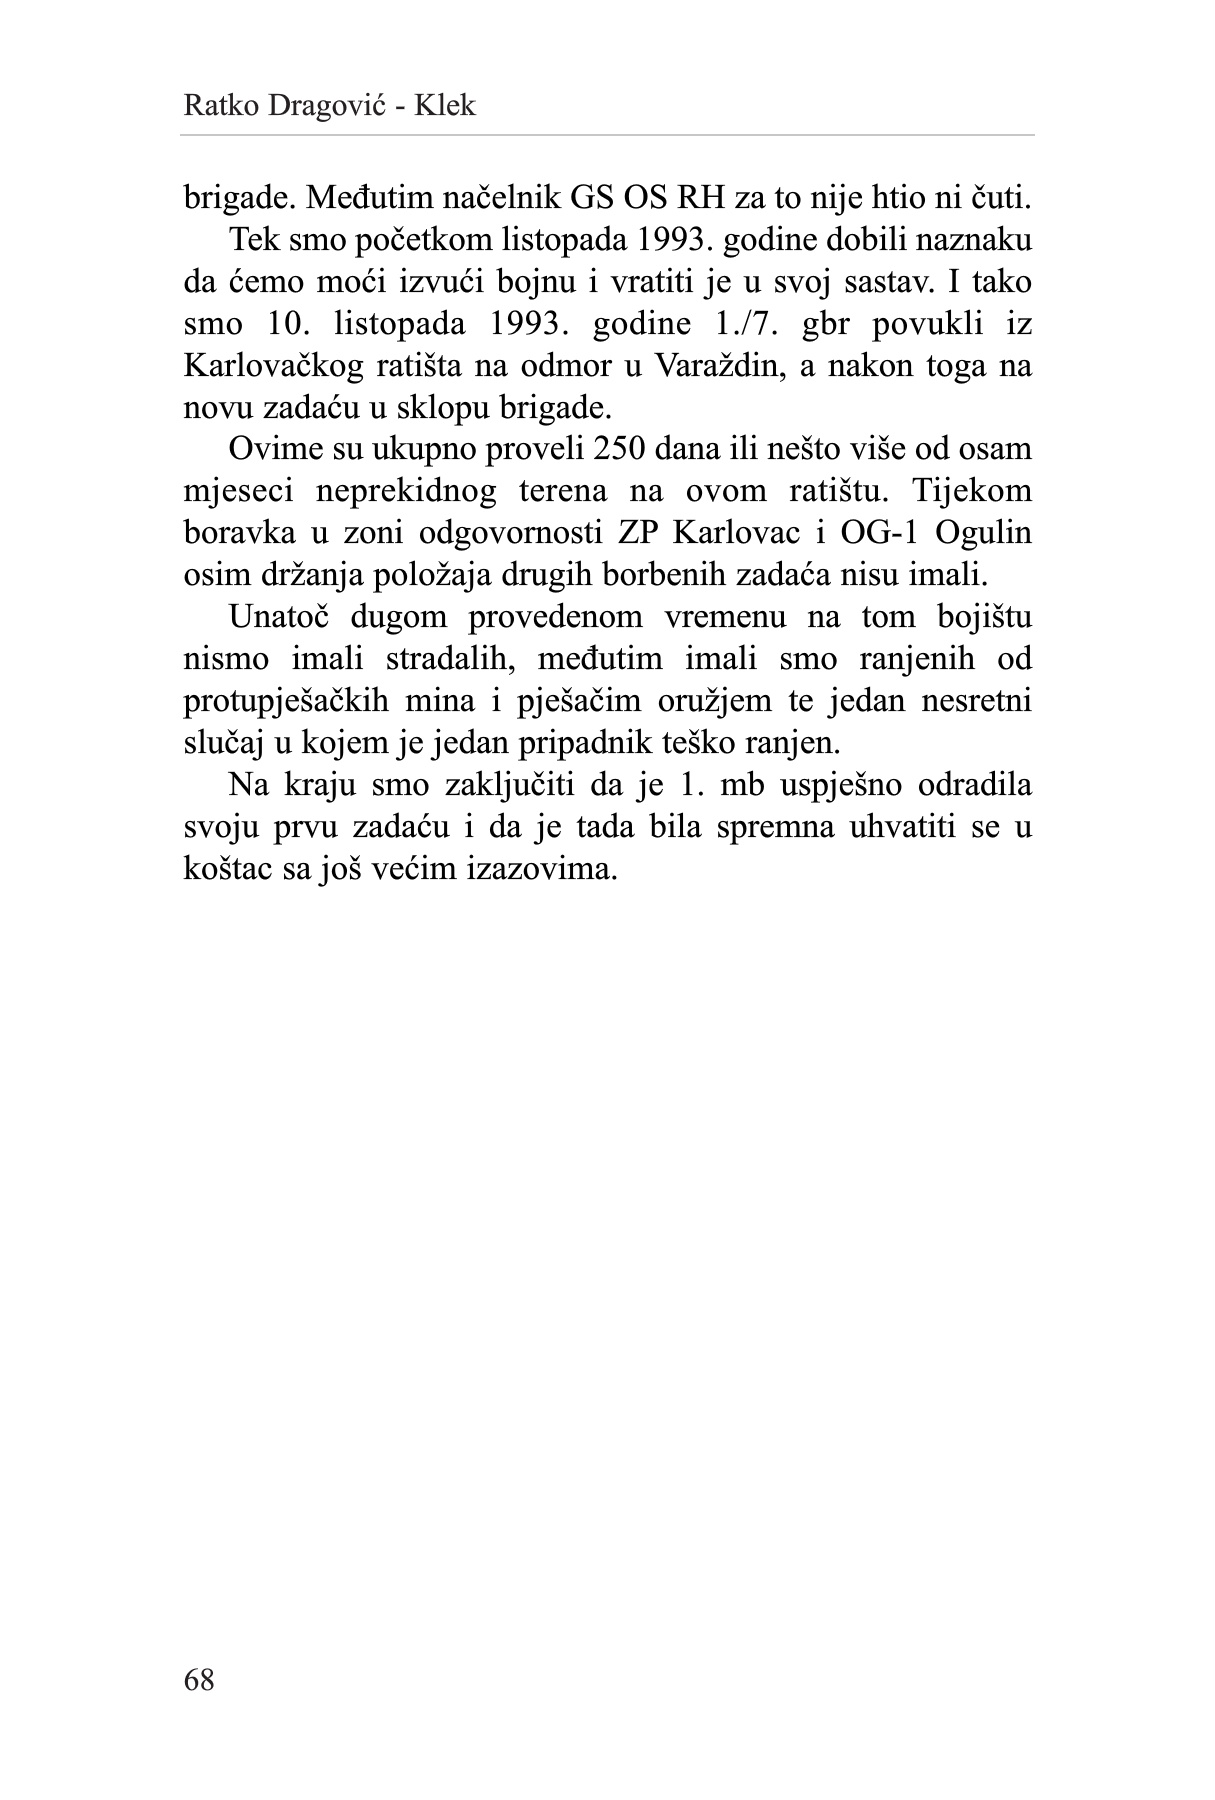 Ratko Dragović - Klek
brigade. Međutim načelnik GS OS RH za to nije htio ni čuti.
Tek smo početkom listopada 1993. godine dobili naznaku
da ćemo moći izvući bojnu i vratiti je u svoj sastav. I tako
smo 10. listopada 1993. godine 1./7. gbr povukli iz
Karlovačkog ratišta na odmor u Varaždin, a nakon toga na
novu zadaću u sklopu brigade.
Ovime su ukupno proveli 250 dana ili nešto više od osam
mjeseci neprekidnog terena na ovom ratištu. Tijekom
boravka u zoni odgovornosti ZP Karlovac i OG-1 Ogulin
osim držanja položaja drugih borbenih zadaća nisu imali.
Unatoč dugom provedenom vremenu na tom bojištu
nismo imali stradalih, međutim imali smo ranjenih od
protupješačkih mina i pješačim oružjem te jedan nesretni
slučaj u kojem je jedan pripadnik teško ranjen.
Na kraju smo zaključiti da je 1. mb uspješno odradila
svoju prvu zadaću i da je tada bila spremna uhvatiti se u
koštac sa još većim izazovima.
68